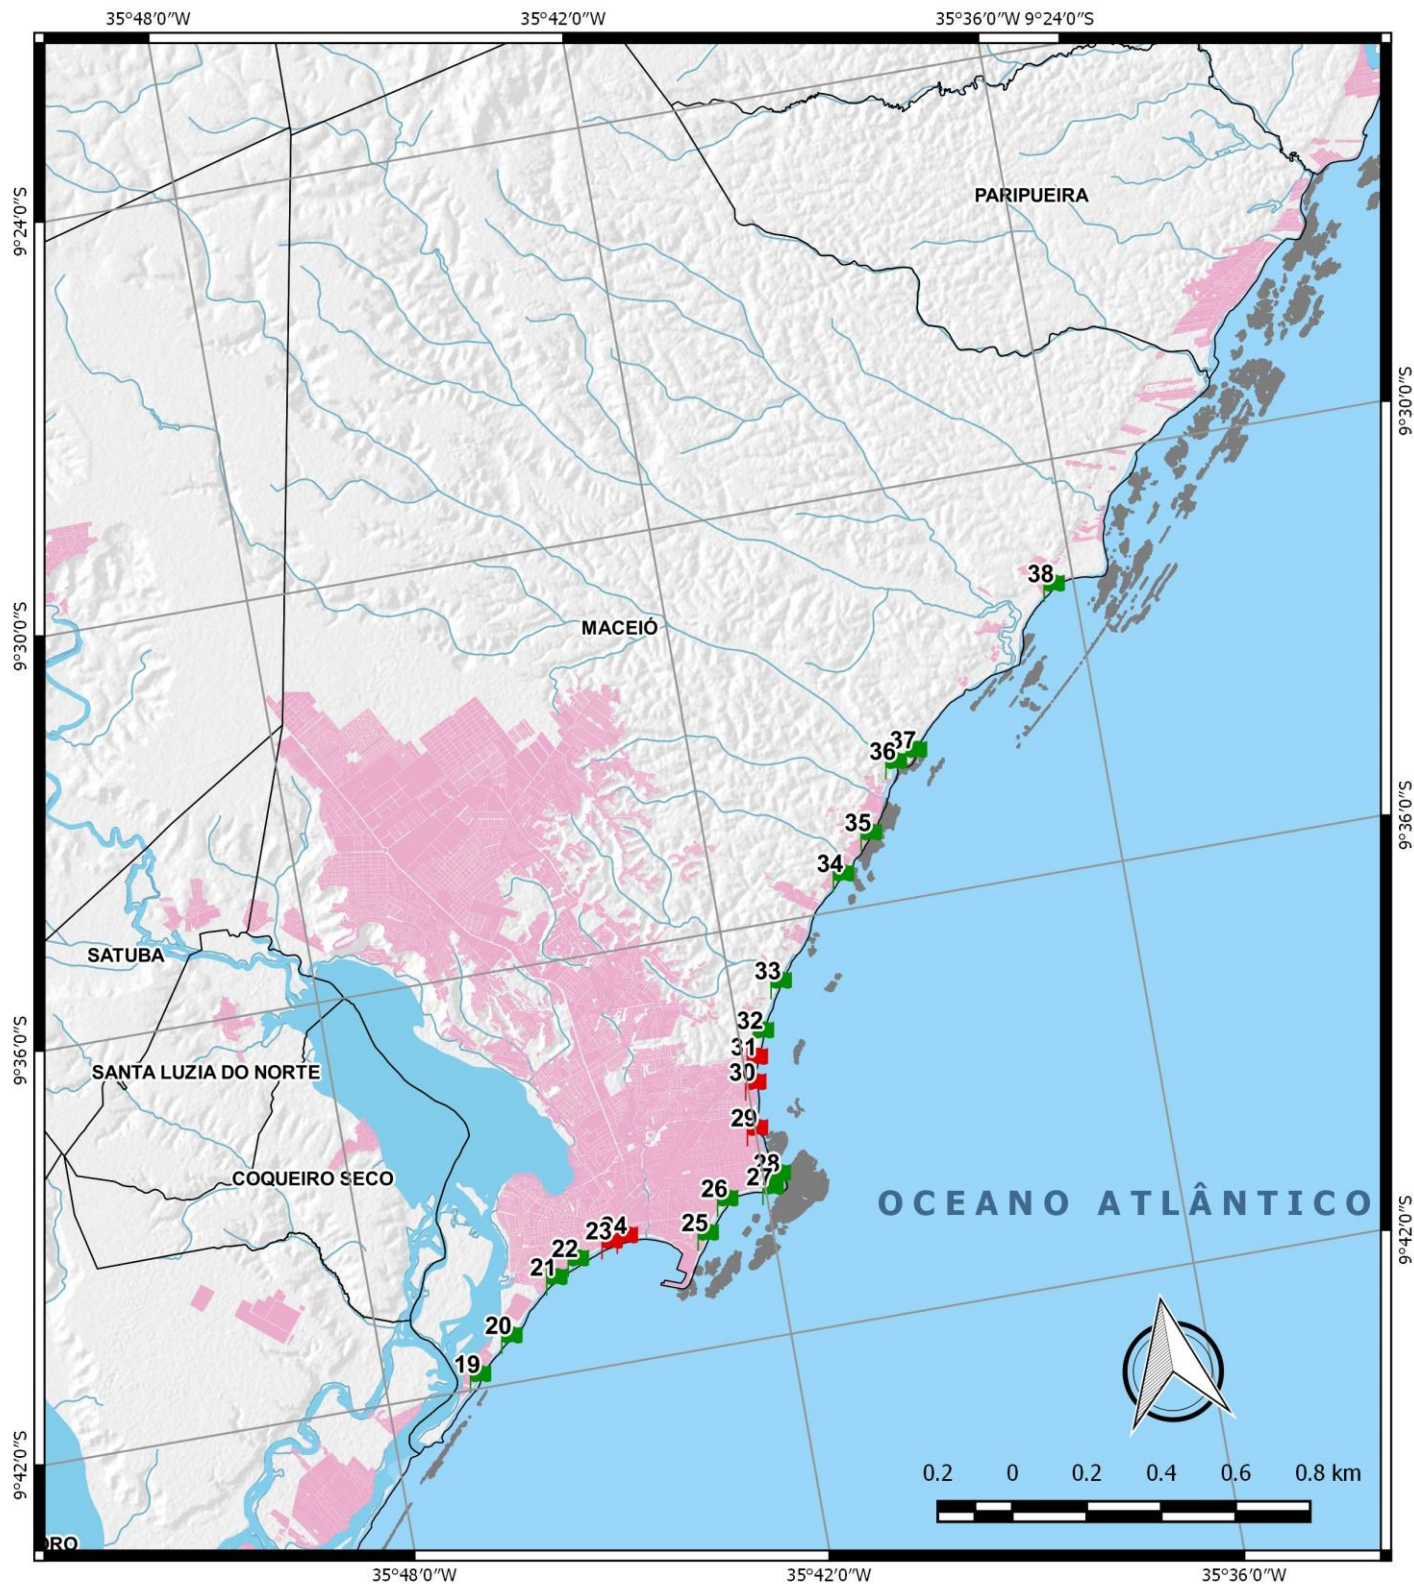 35°48′0″W 35°42′0″W 35°36′0″W 9°24′0″S
PARIPUEIRA
9°24′0″S
9°30′0″S
38
MACEIÓ
9°30′0″S
37
36
35
9°36′0″S
34
SATUBA
33
32
31
9°36′0″S
SANTA LUZIA DO NORTE
30
29
28
COQUEIRO SECO
27
26
OCEANO ATLÂNTICO
25
24
23
9°42′0″S
22
21
20
19
9°42′0″S
0.2 0 0.2 0.4 0.6 0.8 km
ORO
35°48′0″W 35°42′0″W 35°36′0″W